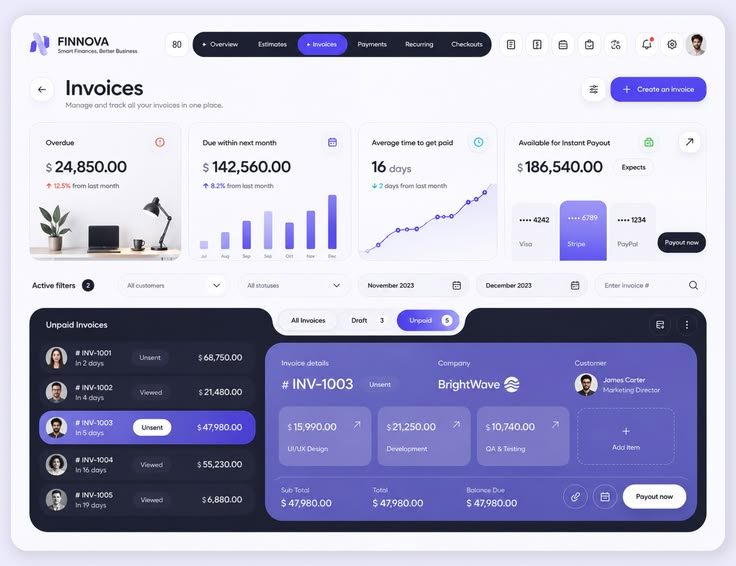 FINNOVA
Smart Finances, Better Business
80
Overview
Estimates
Invoices
Payments
Recurring
Checkouts
Invoices
Manage and track all your invoices in one place.
Create an invoice
Overdue
$ 24,850.00
12.5% from last month
Due within next month
$ 142,560.00
8.2% from last month
Jul Aug Sep Sep Oct Nov Dec
Average time to get paid
16 days
2 days from last month
Available for Instant Payout
$ 186,540.00
Expects
•••• 4242
Visa
•••• 6789
Stripe
•••• 1234
PayPal
Payout now
Active filters 2
All customers
All statuses
November 2023
December 2023
Enter invoice #
Unpaid Invoices
All Invoices
Draft 3
Unpaid 5
# INV-1001
In 2 days
Unsent
$ 68,750.00
# INV-1002
In 4 days
Viewed
$ 21,480.00
# INV-1003
In 5 days
Unsent
$ 47,980.00
# INV-1004
In 16 days
Viewed
$ 55,230.00
# INV-1005
In 19 days
Viewed
$ 6,880.00
Invoice details
# INV-1003
Unsent
Company
BrightWave
Customer
James Carter
Marketing Director
$ 15,990.00
UI/UX Design
$ 21,250.00
Development
$ 10,740.00
QA & Testing
+
Add item
Sub Total
$ 47,980.00
Total
$ 47,980.00
Balance Due
$ 47,980.00
Payout now